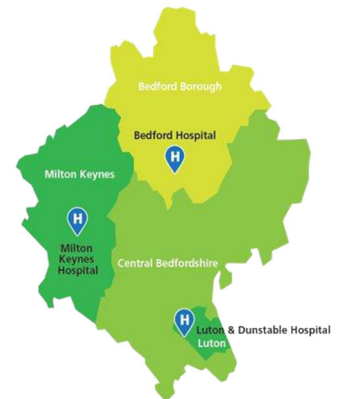 Bedford Borough
Bedford Hospital
H
Milton Keynes
H
Milton
Keynes
Hospital
Central Bedfordshire
H
Luton & Dunstable Hospital
Luton